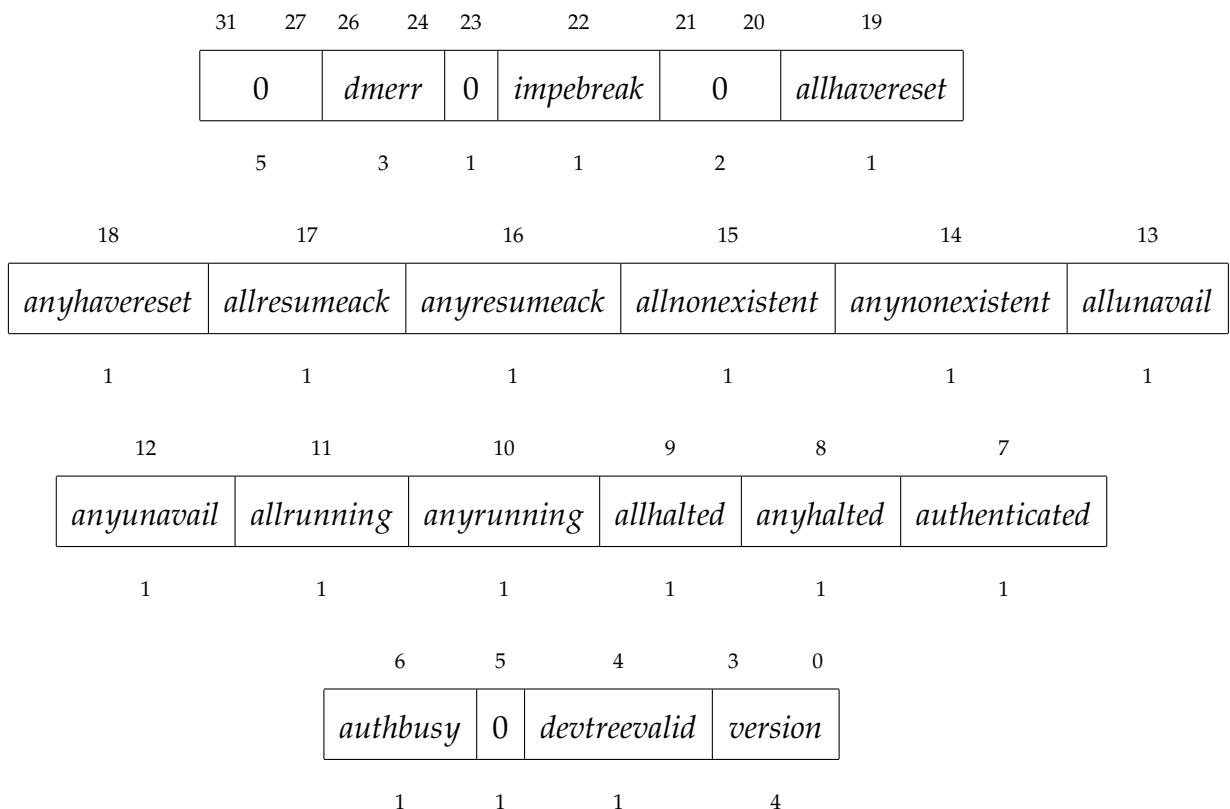 31 27 26 24 23 22 21 20 19
0 dmerr 0 impebreak 0 allhavereset
5 3 1 1 2 1
18 17 16 15 14 13
anyhavereset allresumeack anyresumeack allnonexistent anynonexistent allunavail
1 1 1 1 1 1
12 11 10 9 8 7
anyunavail allrunning anyrunning allhalted anyhalted authenticated
1 1 1 1 1 1
6 5 4 3 0
authbusy 0 devtreevalid version
1 1 1 4